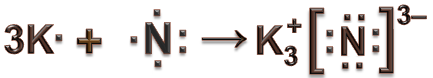 3K· + ·N: → K₃⁺ [:N:]³⁻